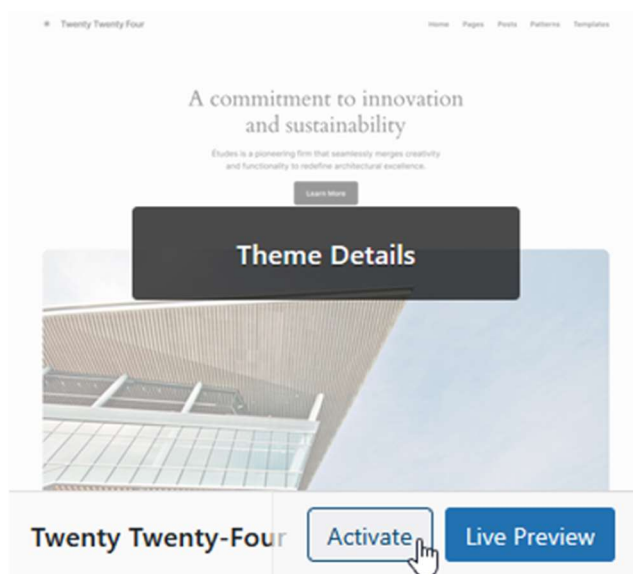 Twenty Twenty Four
Home Pages Posts Patterns Templates
A commitment to innovation
and sustainability
Études is a pioneering firm that seamlessly merges creativity
and functionality to redefine architectural excellence.
Learn More
Theme Details
Twenty Twenty-Four
Activate
Live Preview